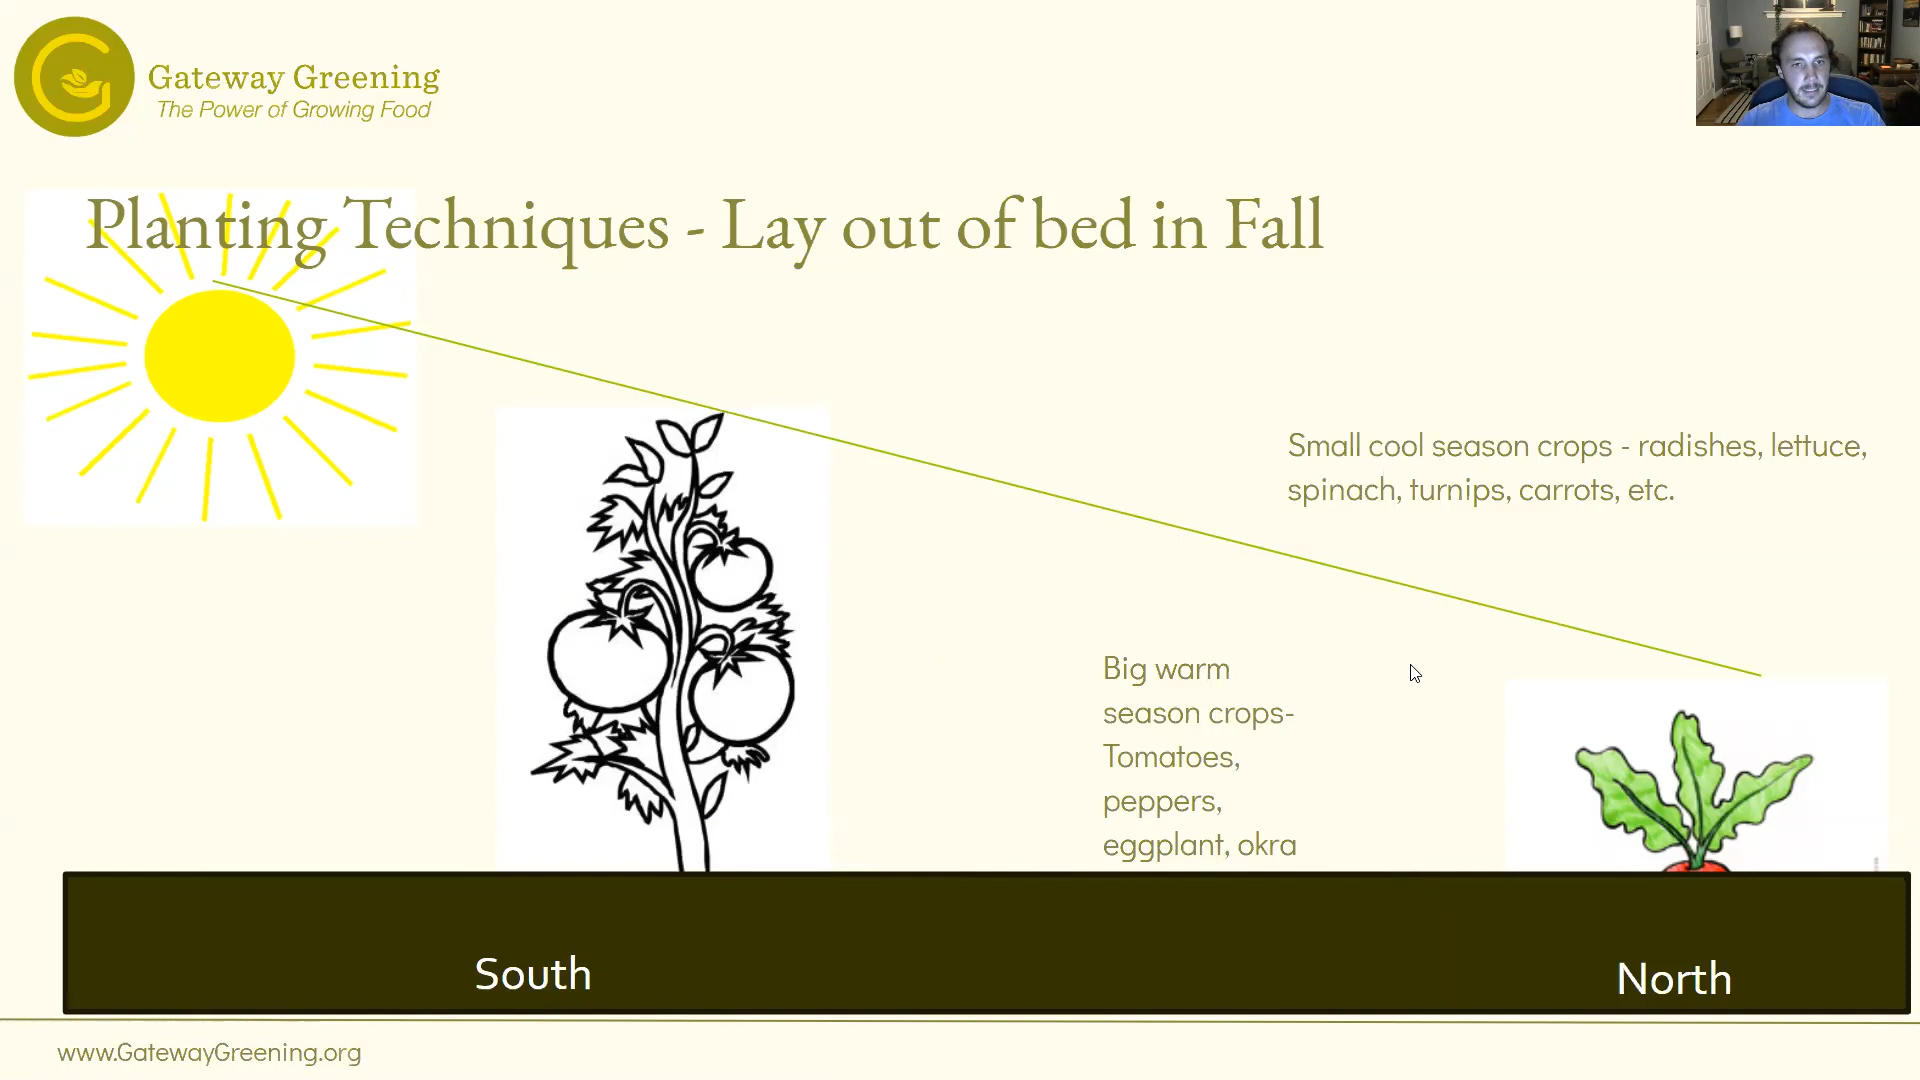 Gateway Greening
The Power of Growing Food
Planting Techniques - Lay out of bed in Fall
Small cool season crops - radishes, lettuce,
spinach, turnips, carrots, etc.
Big warm
season crops-
Tomatoes,
peppers,
eggplant, okra
South
North
www.GatewayGreening.org